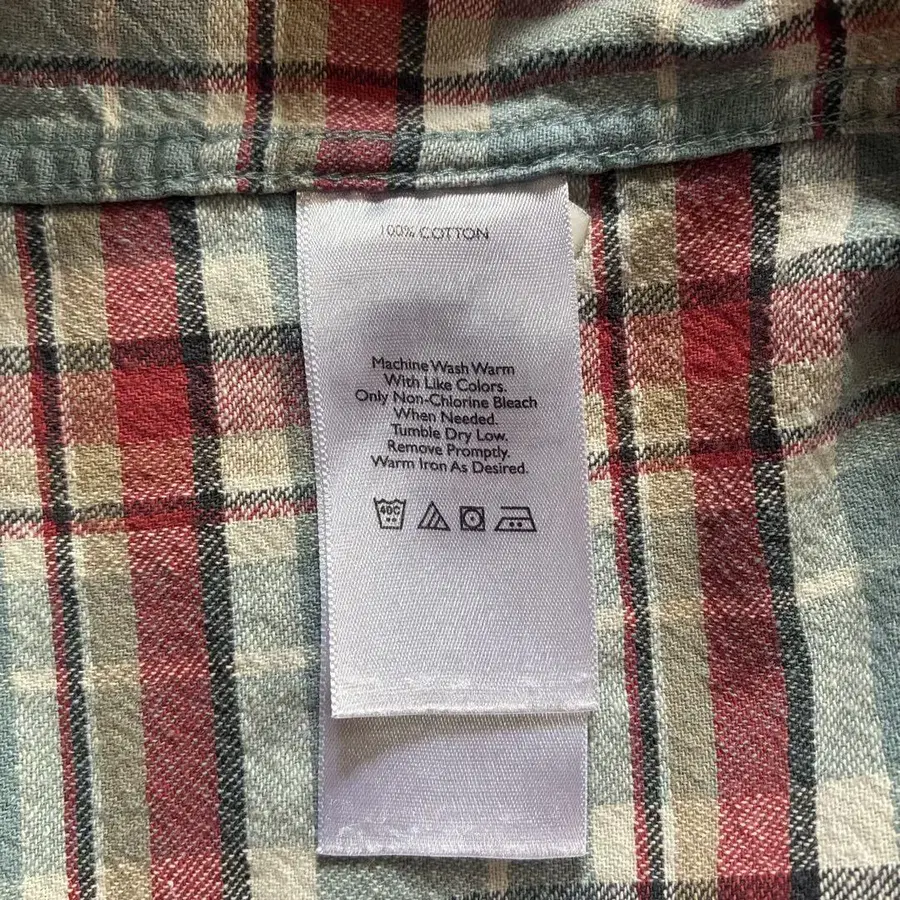 100% COTTON
Machine Wash Warm
With Like Colors.
Only Non-Chlorine Bleach
When Needed.
Tumble Dry Low.
Remove Promptly.
Warm Iron As Desired.
40C